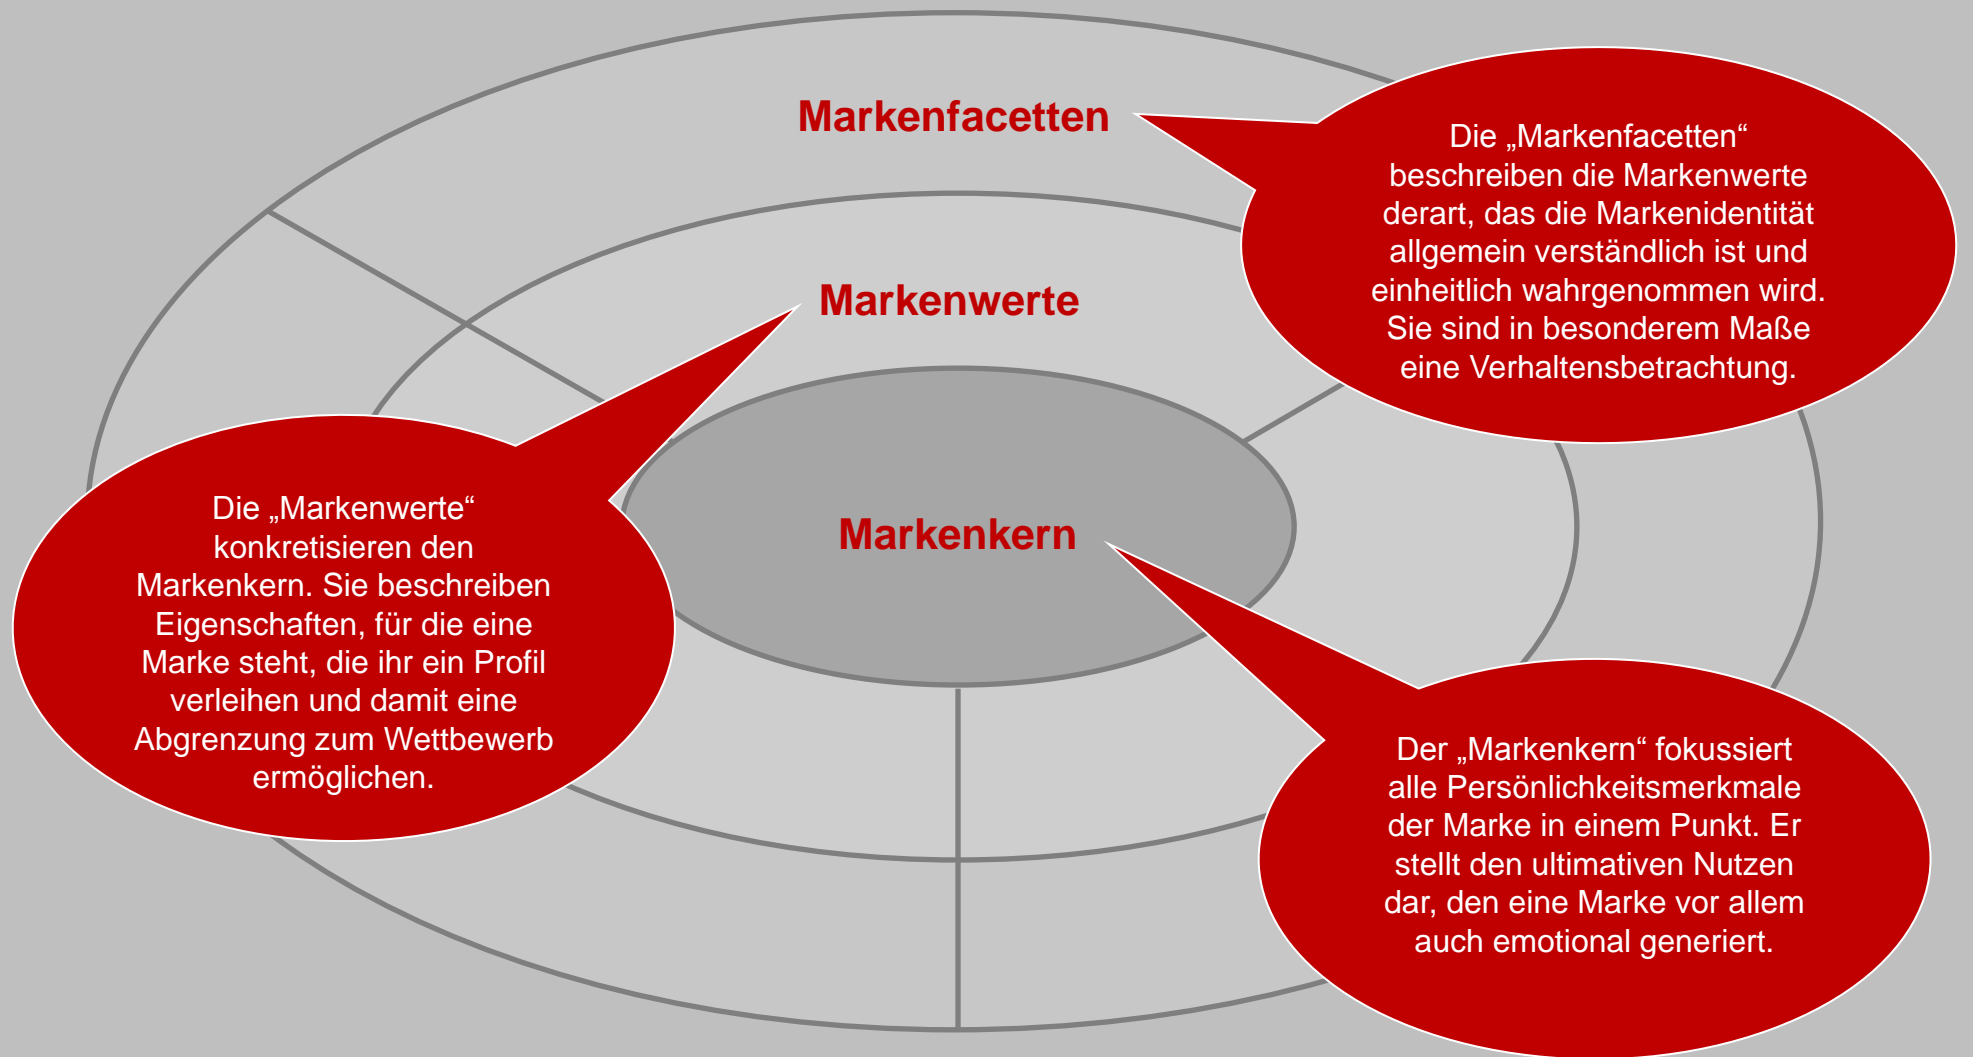 Markenfacetten
Die „Markenfacetten“
beschreiben die Markenwerte
derart, das die Markenidentität
allgemein verständlich ist und
einheitlich wahrgenommen wird.
Sie sind in besonderem Maße
eine Verhaltensbetrachtung.
Markenwerte
Die „Markenwerte“
konkretisieren den
Markenkern. Sie beschreiben
Eigenschaften, für die eine
Marke steht, die ihr ein Profil
verleihen und damit eine
Abgrenzung zum Wettbewerb
ermöglichen.
Markenkern
Der „Markenkern“ fokussiert
alle Persönlichkeitsmerkmale
der Marke in einem Punkt. Er
stellt den ultimativen Nutzen
dar, den eine Marke vor allem
auch emotional generiert.